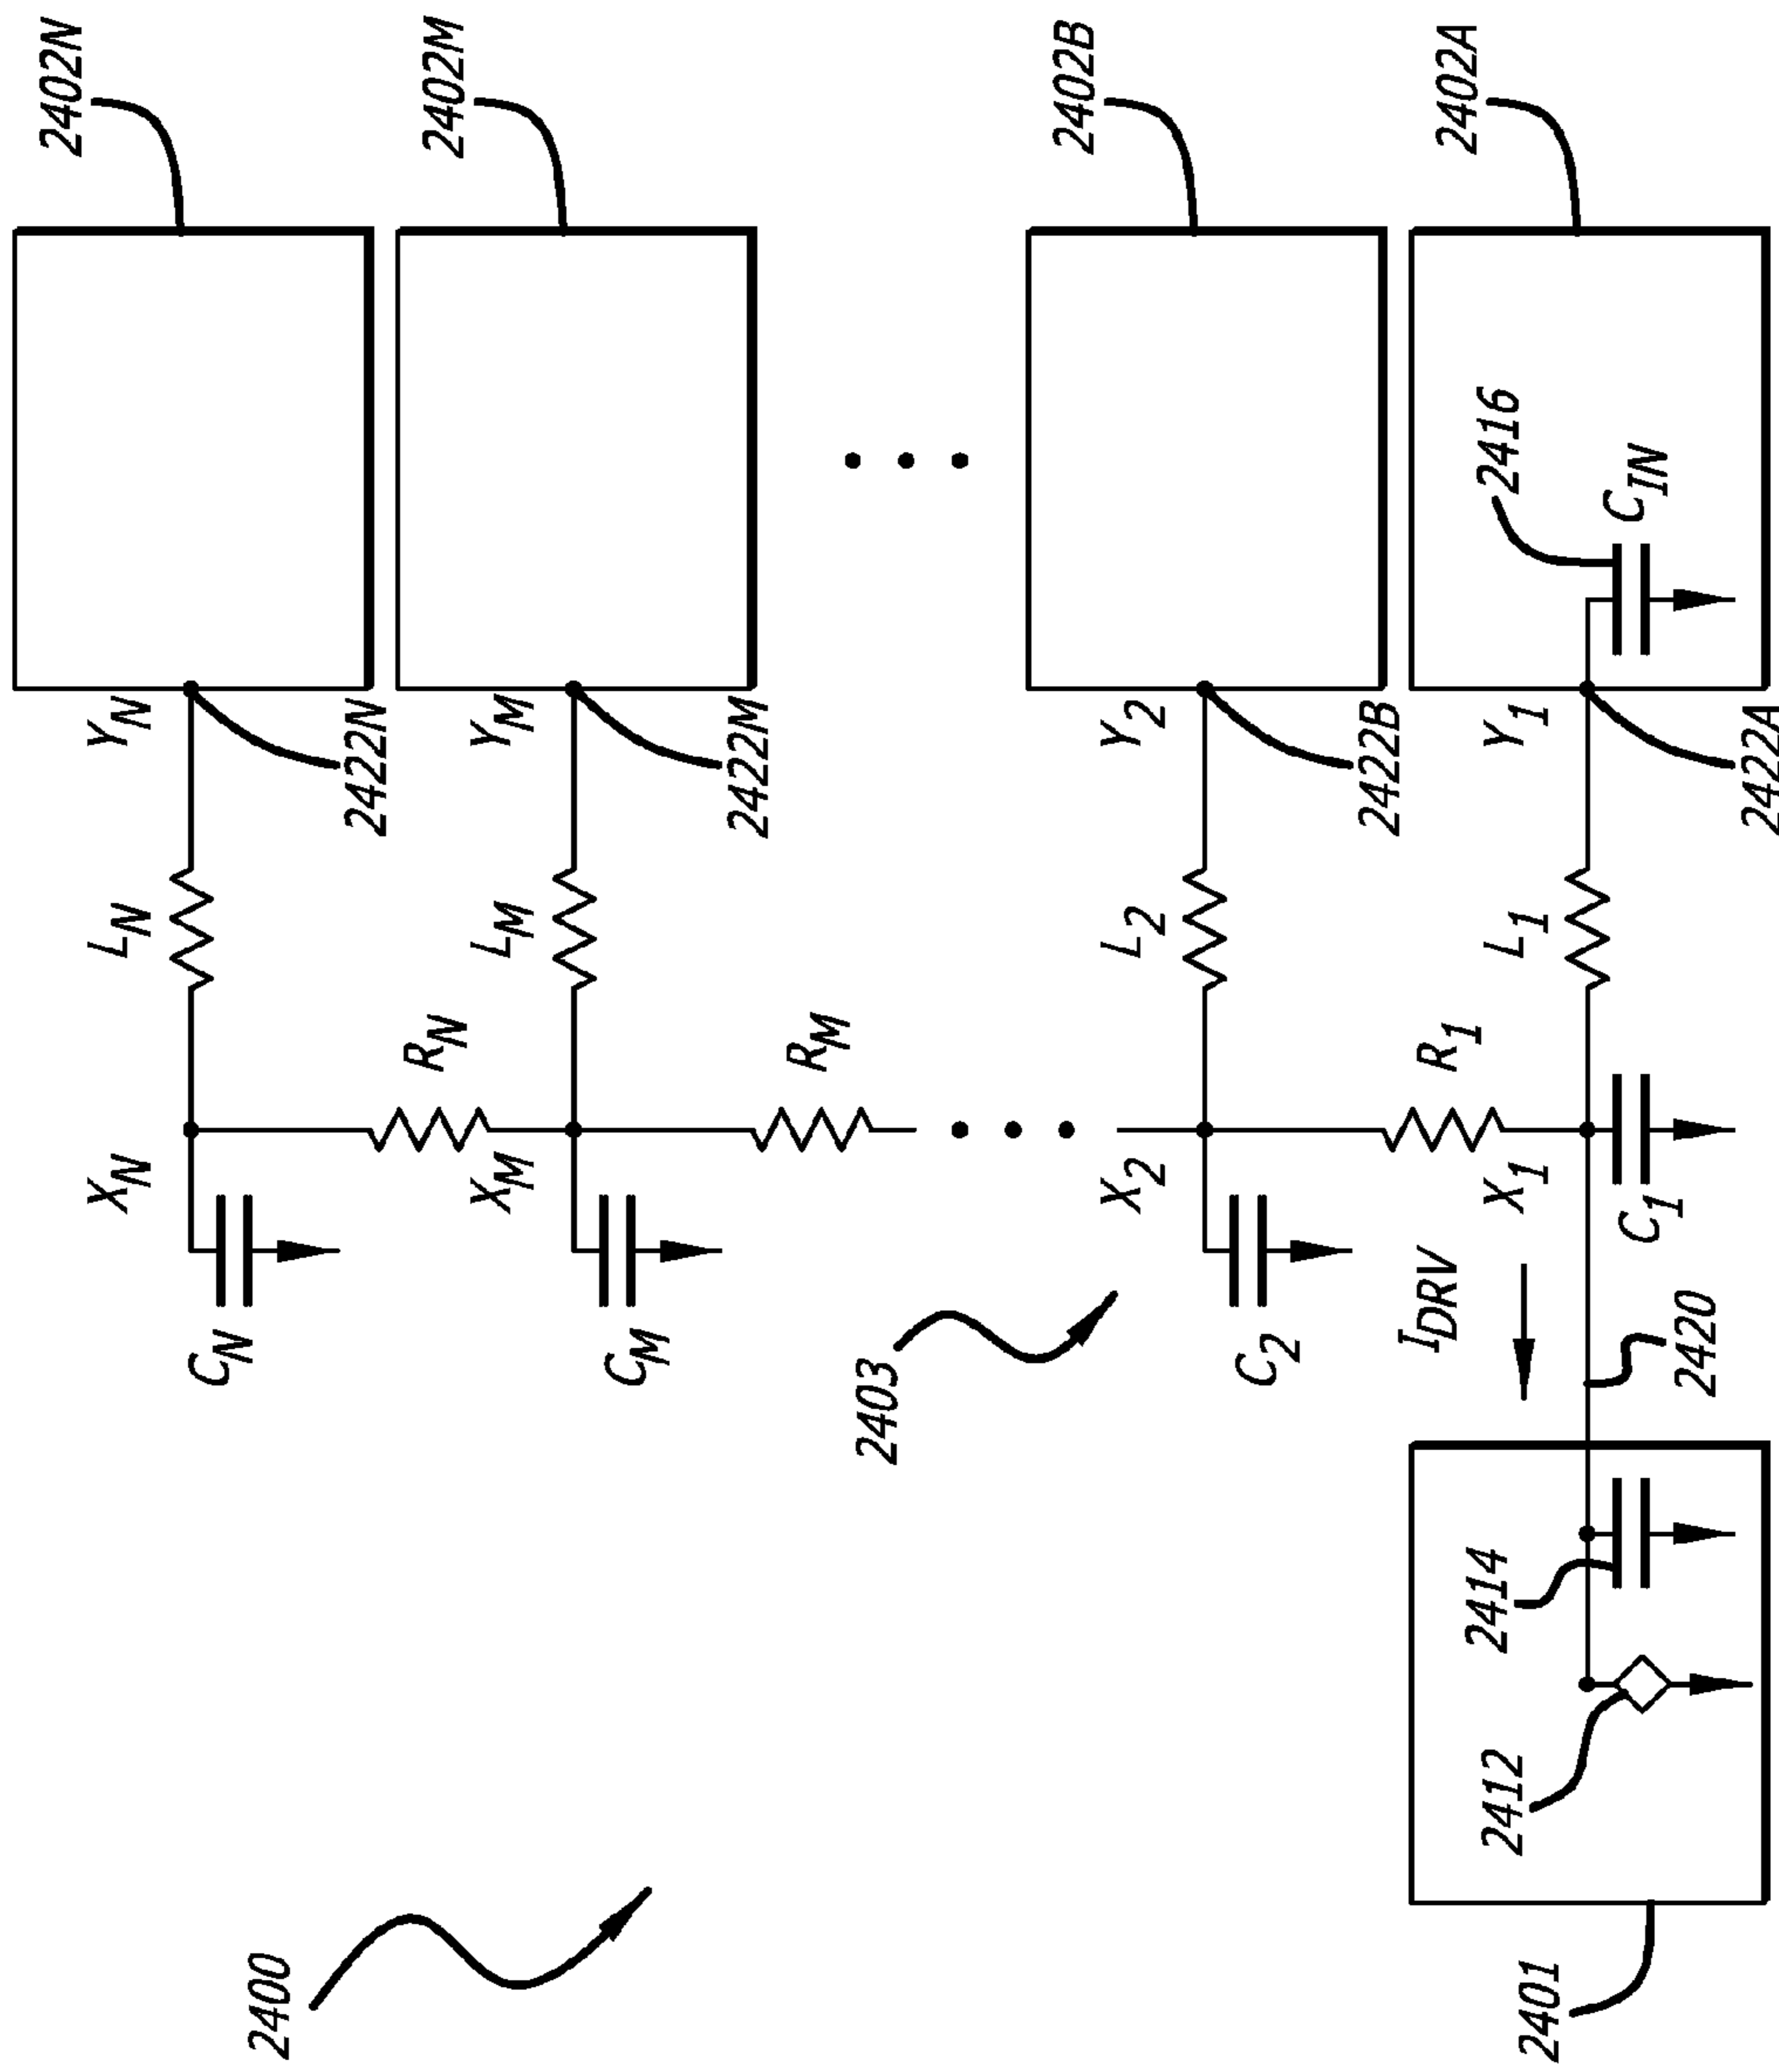 2402N
2402M
2402B
2402A
2416
C_IN
Y_N
2422N
Y_M
2422M
Y_2
2422B
Y_1
2422A
L_N
L_M
L_2
L_1
R_N
R_M
R_1
X_N
X_M
X_2
X_1
C_N
C_M
C_2
C_1
2403
I_DRV
2420
2414
2412
2400
2401